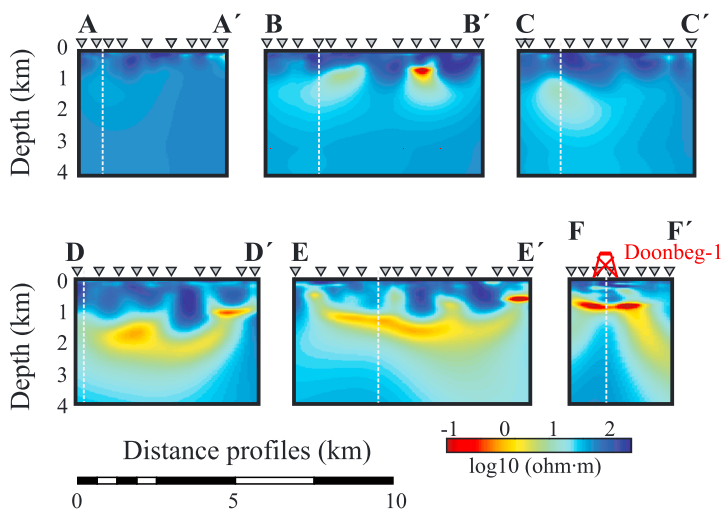 A A´ B B´ C C´
0
1
2
3
4
Depth (km)
D D´ E E´ F F´
Doonbeg-1
0
1
2
3
4
Depth (km)
-1 0 1 2
log10 (ohm·m)
Distance profiles (km)
0 5 10